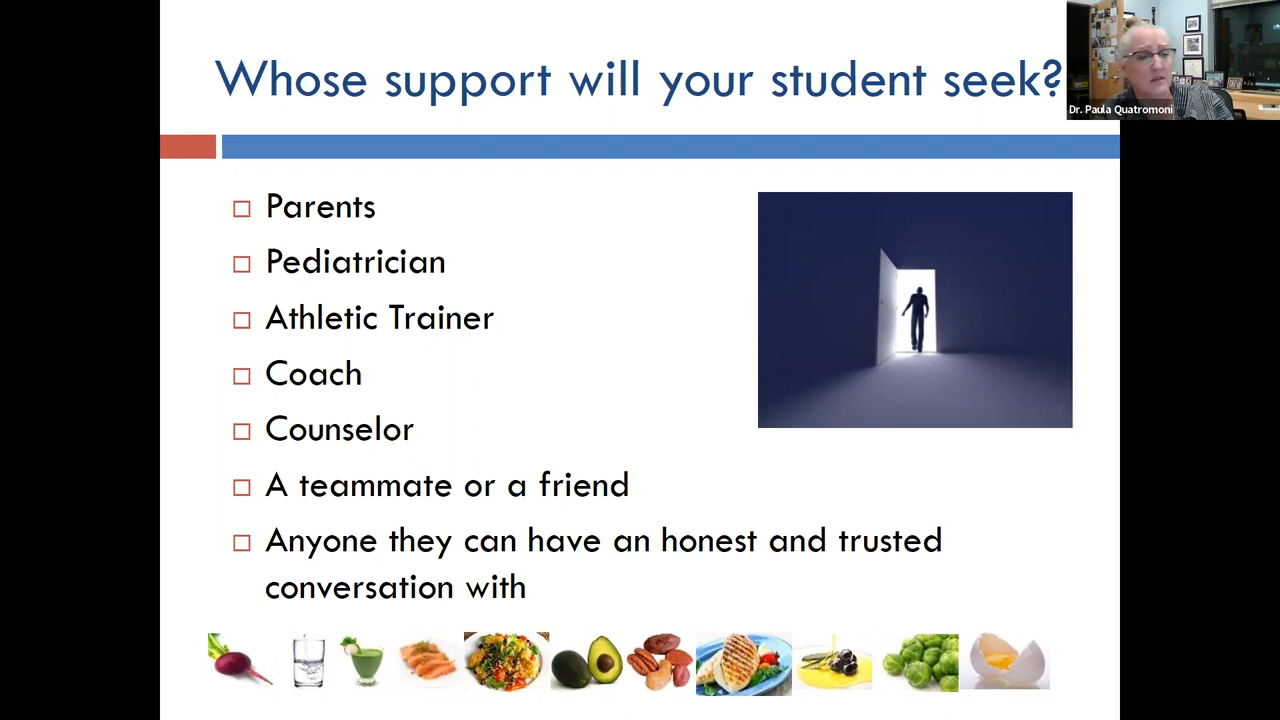 Whose support will your student seek?
Dr. Paula Quatromoni
Parents
Pediatrician
Athletic Trainer
Coach
Counselor
A teammate or a friend
Anyone they can have an honest and trusted
conversation with